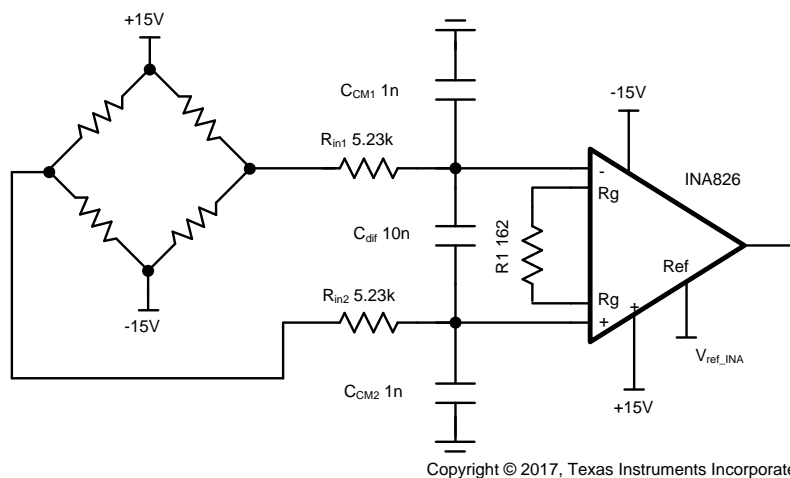 +15V
C_CM1 1n
-15V
R_in1 5.23k
INA826
-
Rg
C_dif 10n
R1 162
Ref
R_in2 5.23k
Rg
+
+
-15V
V_ref_INA
C_CM2 1n
+15V
Copyright © 2017, Texas Instruments Incorporate